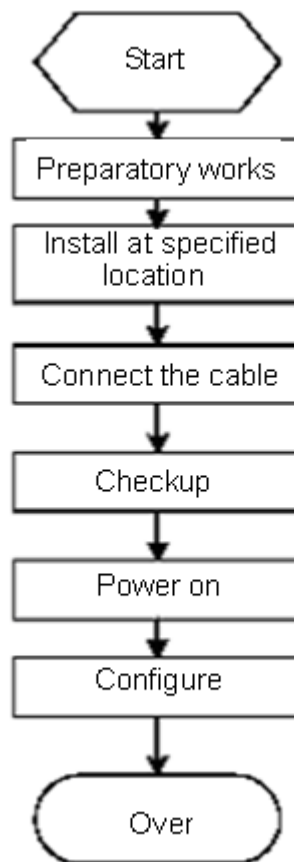 Start
Preparatory works
Install at specified
location
Connect the cable
Checkup
Power on
Configure
Over